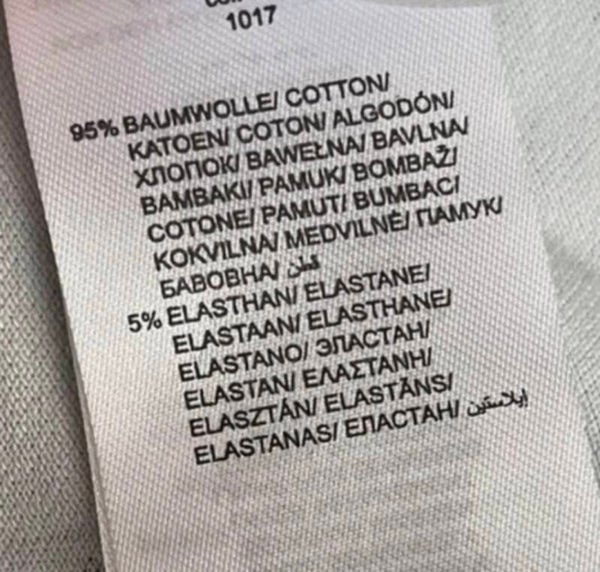 1017
95% BAUMWOLLE/ COTTON/
KATOEN/ COTON/ ALGODÓN/
ХЛОПОК/ BAWEŁNA/ BAVLNA/
BAMBAKI/ PAMUK/ BOMBAŽ/
COTONE/ PAMUT/ BUMBAC/
KOKVILNA/ MEDVILNĖ/ ПАМУК/
БАВОВНА/ قطن
5% ELASTHAN/ ELASTANE/
ELASTAAN/ ELASTHANE/
ELASTANO/ ЭЛАСТАН/
ELASTAN/ ΕΛΑΣΤΑΝΗ/
ELASZTÁN/ ELASTĀNS/
ELASTANAS/ ЕЛАСТАН/ إيلاستين